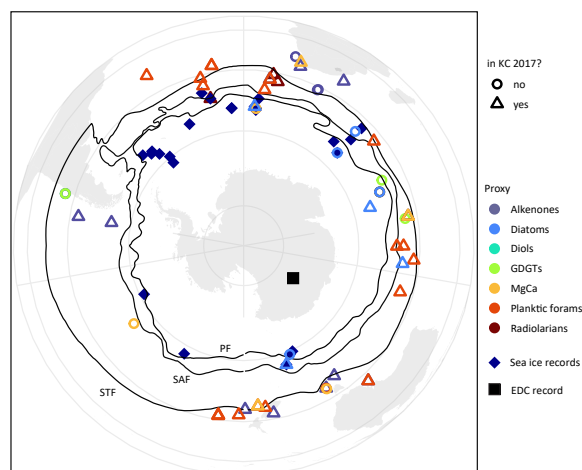 in KC 2017?
no
yes
Proxy
Alkenones
Diatoms
Diols
GDGTs
MgCa
Planktic forams
Radiolarians
Sea ice records
EDC record
PF
SAF
STF